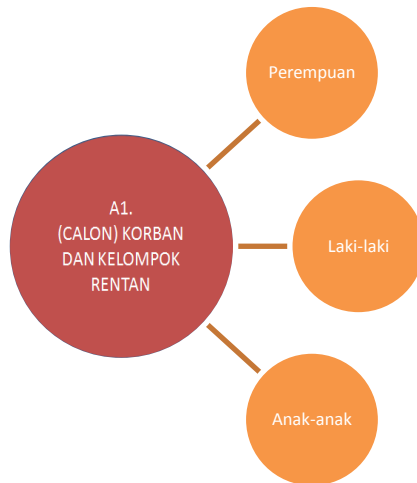 Perempuan
A1.
(CALON) KORBAN
DAN KELOMPOK
RENTAN
Laki-laki
Anak-anak